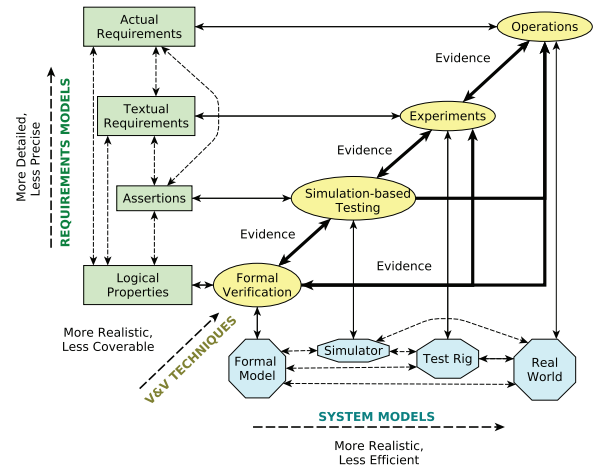 Actual
Requirements
Operations
Evidence
Textual
Requirements
Experiments
Evidence
Assertions
Simulation-based
Testing
Evidence
Evidence
Logical
Properties
Formal
Verification
More Detailed,
Less Precise
REQUIREMENTS MODELS
More Realistic,
Less Coverable
V&V TECHNIQUES
Formal
Model
Simulator
Test Rig
Real
World
SYSTEM MODELS
More Realistic,
Less Efficient